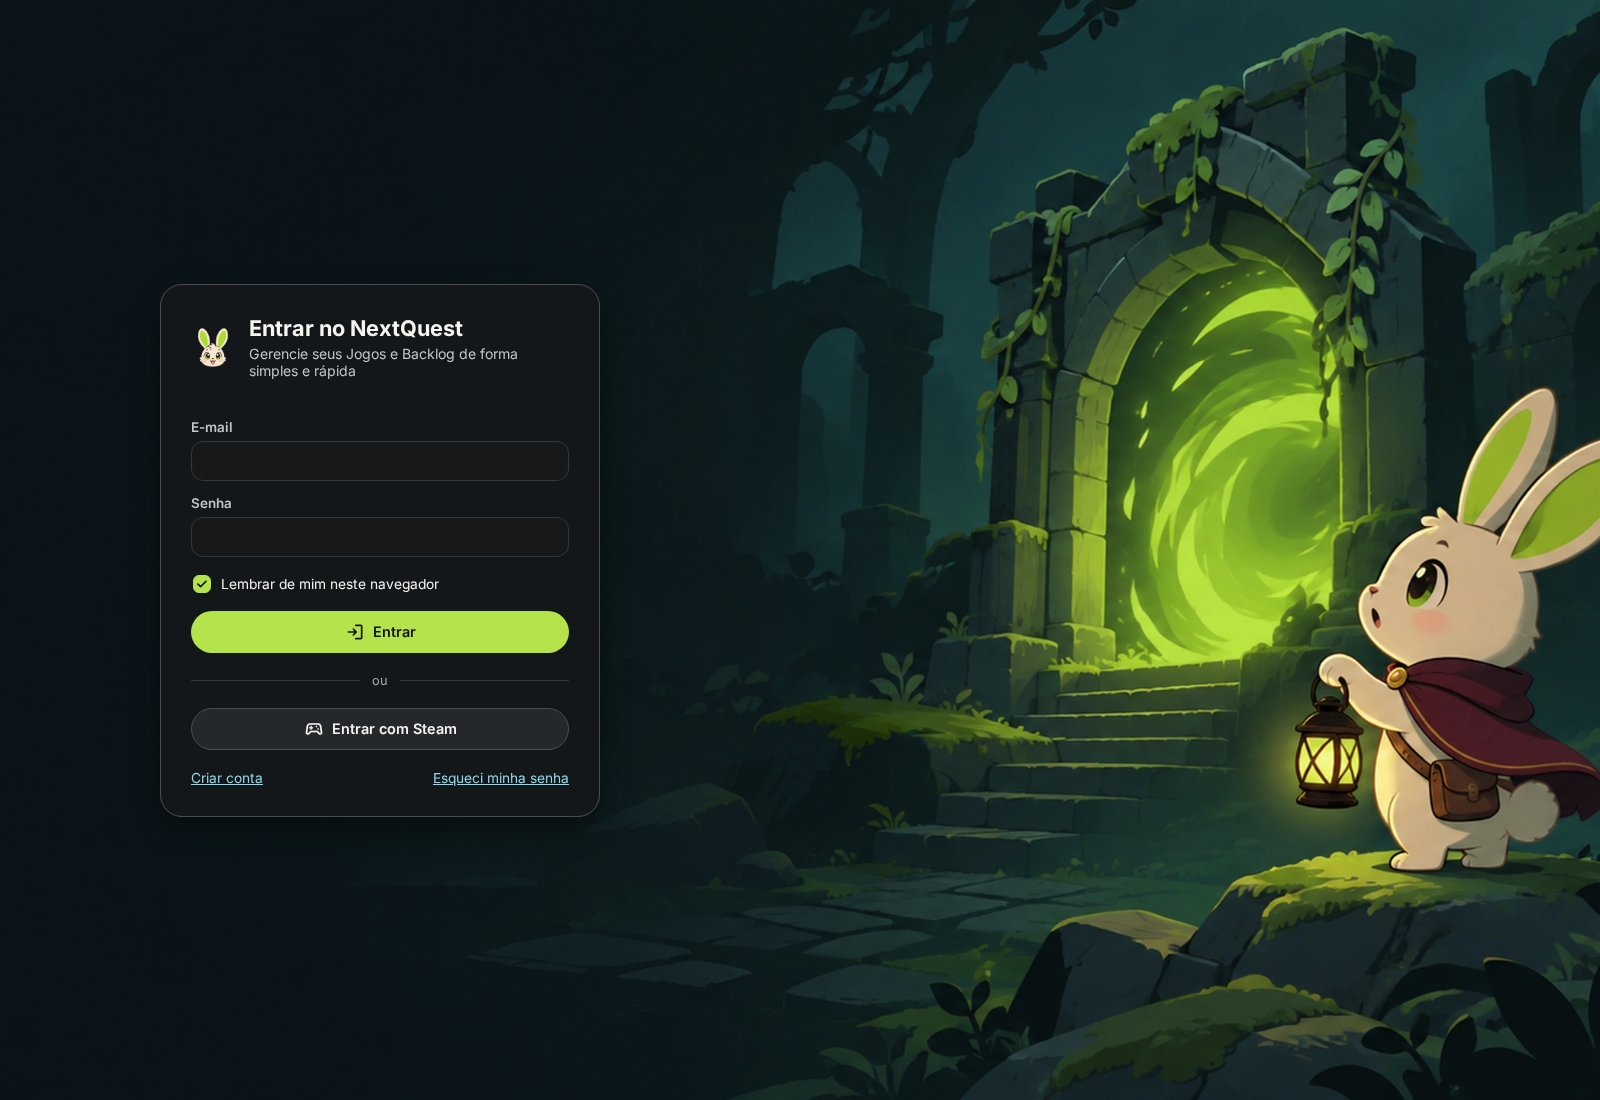 Entrar no NextQuest
Gerencie seus Jogos e Backlog de forma
simples e rápida
E-mail
Senha
Lembrar de mim neste navegador
Entrar
ou
Entrar com Steam
Criar conta
Esqueci minha senha